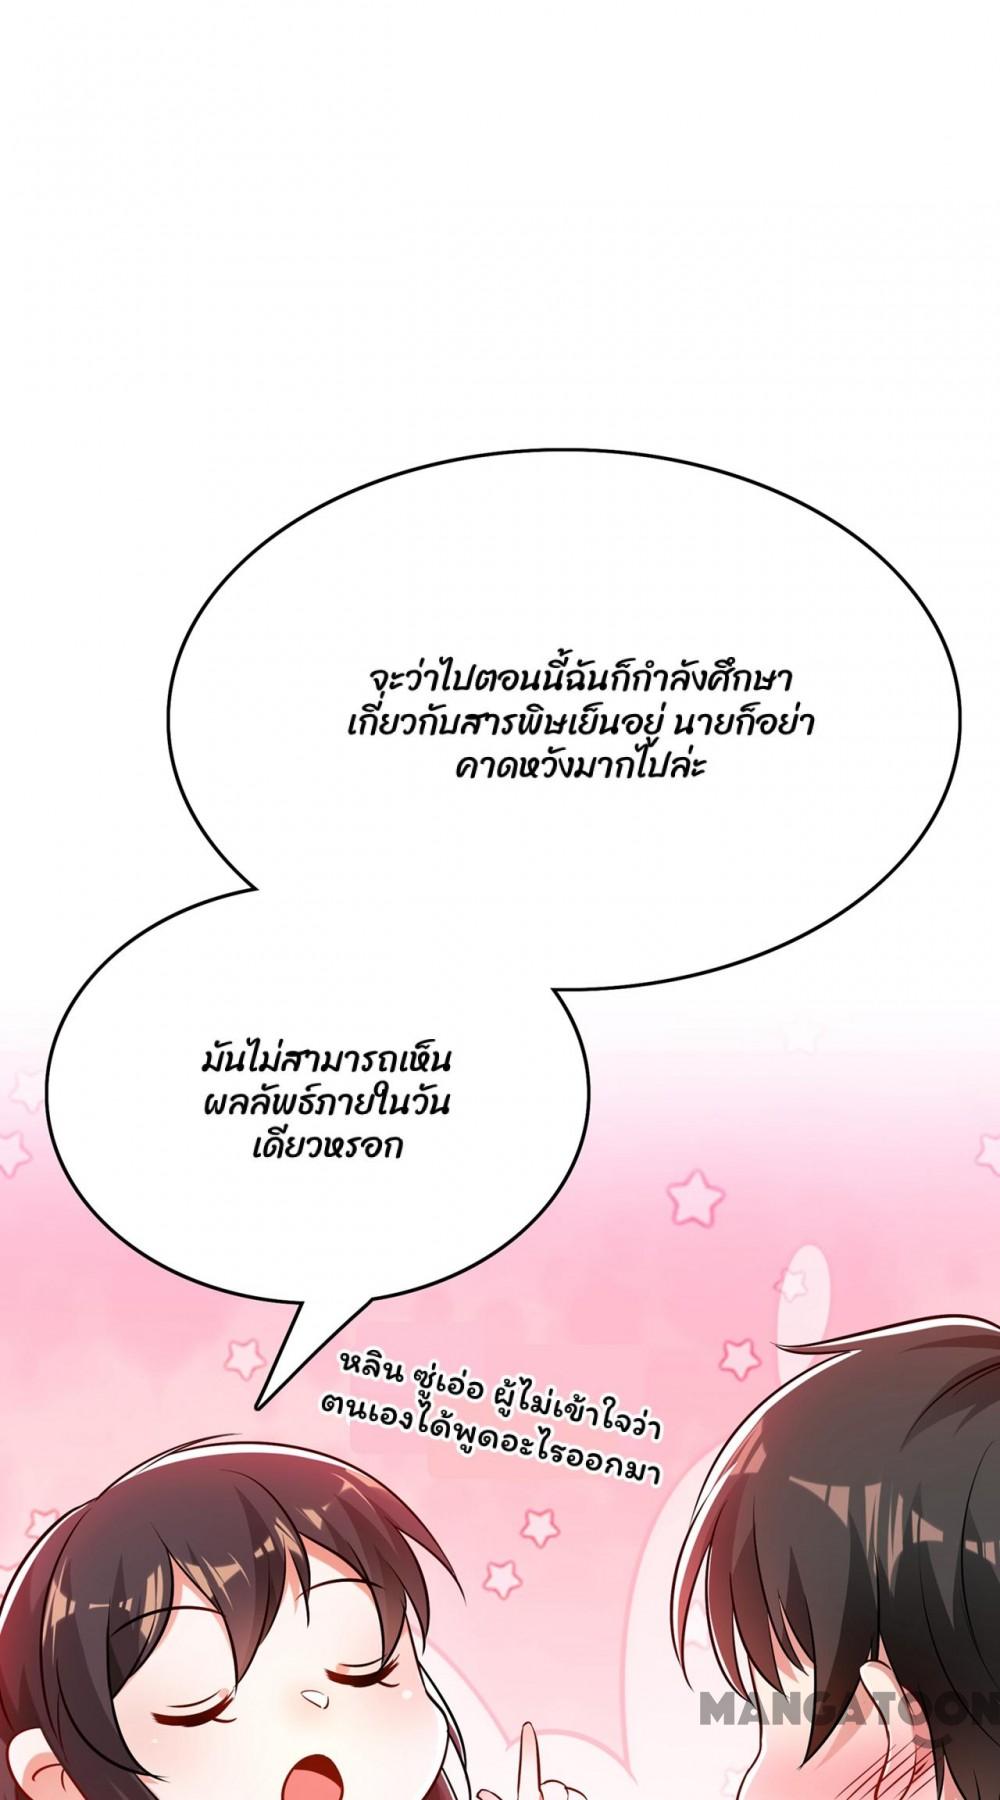 จะว่าไปตอนนี้ฉันก็กำลังศึกษา
เกี่ยวกับสารพิษเย็นอยู่ นายก็อย่า
คาดหวังมากไปล่ะ
มันไม่สามารถเห็น
ผลลัพธ์ภายในวัน
เดียวหรอก
หลิน ซู่เอ่อ ผู้ไม่เข้าใจว่า
ตนเองได้พูดอะไรออกมา
MANGATOON